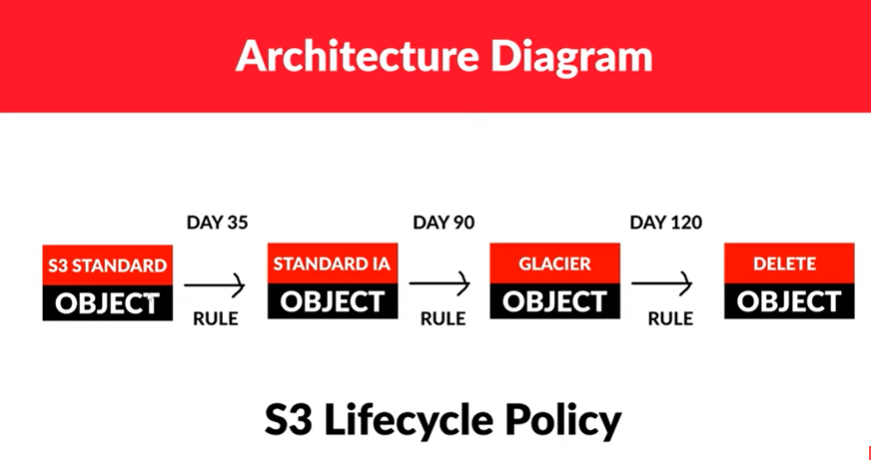 Architecture Diagram
DAY 35
DAY 90
DAY 120
S3 STANDARD
OBJECT
STANDARD IA
OBJECT
GLACIER
OBJECT
DELETE
OBJECT
RULE
RULE
RULE
S3 Lifecycle Policy